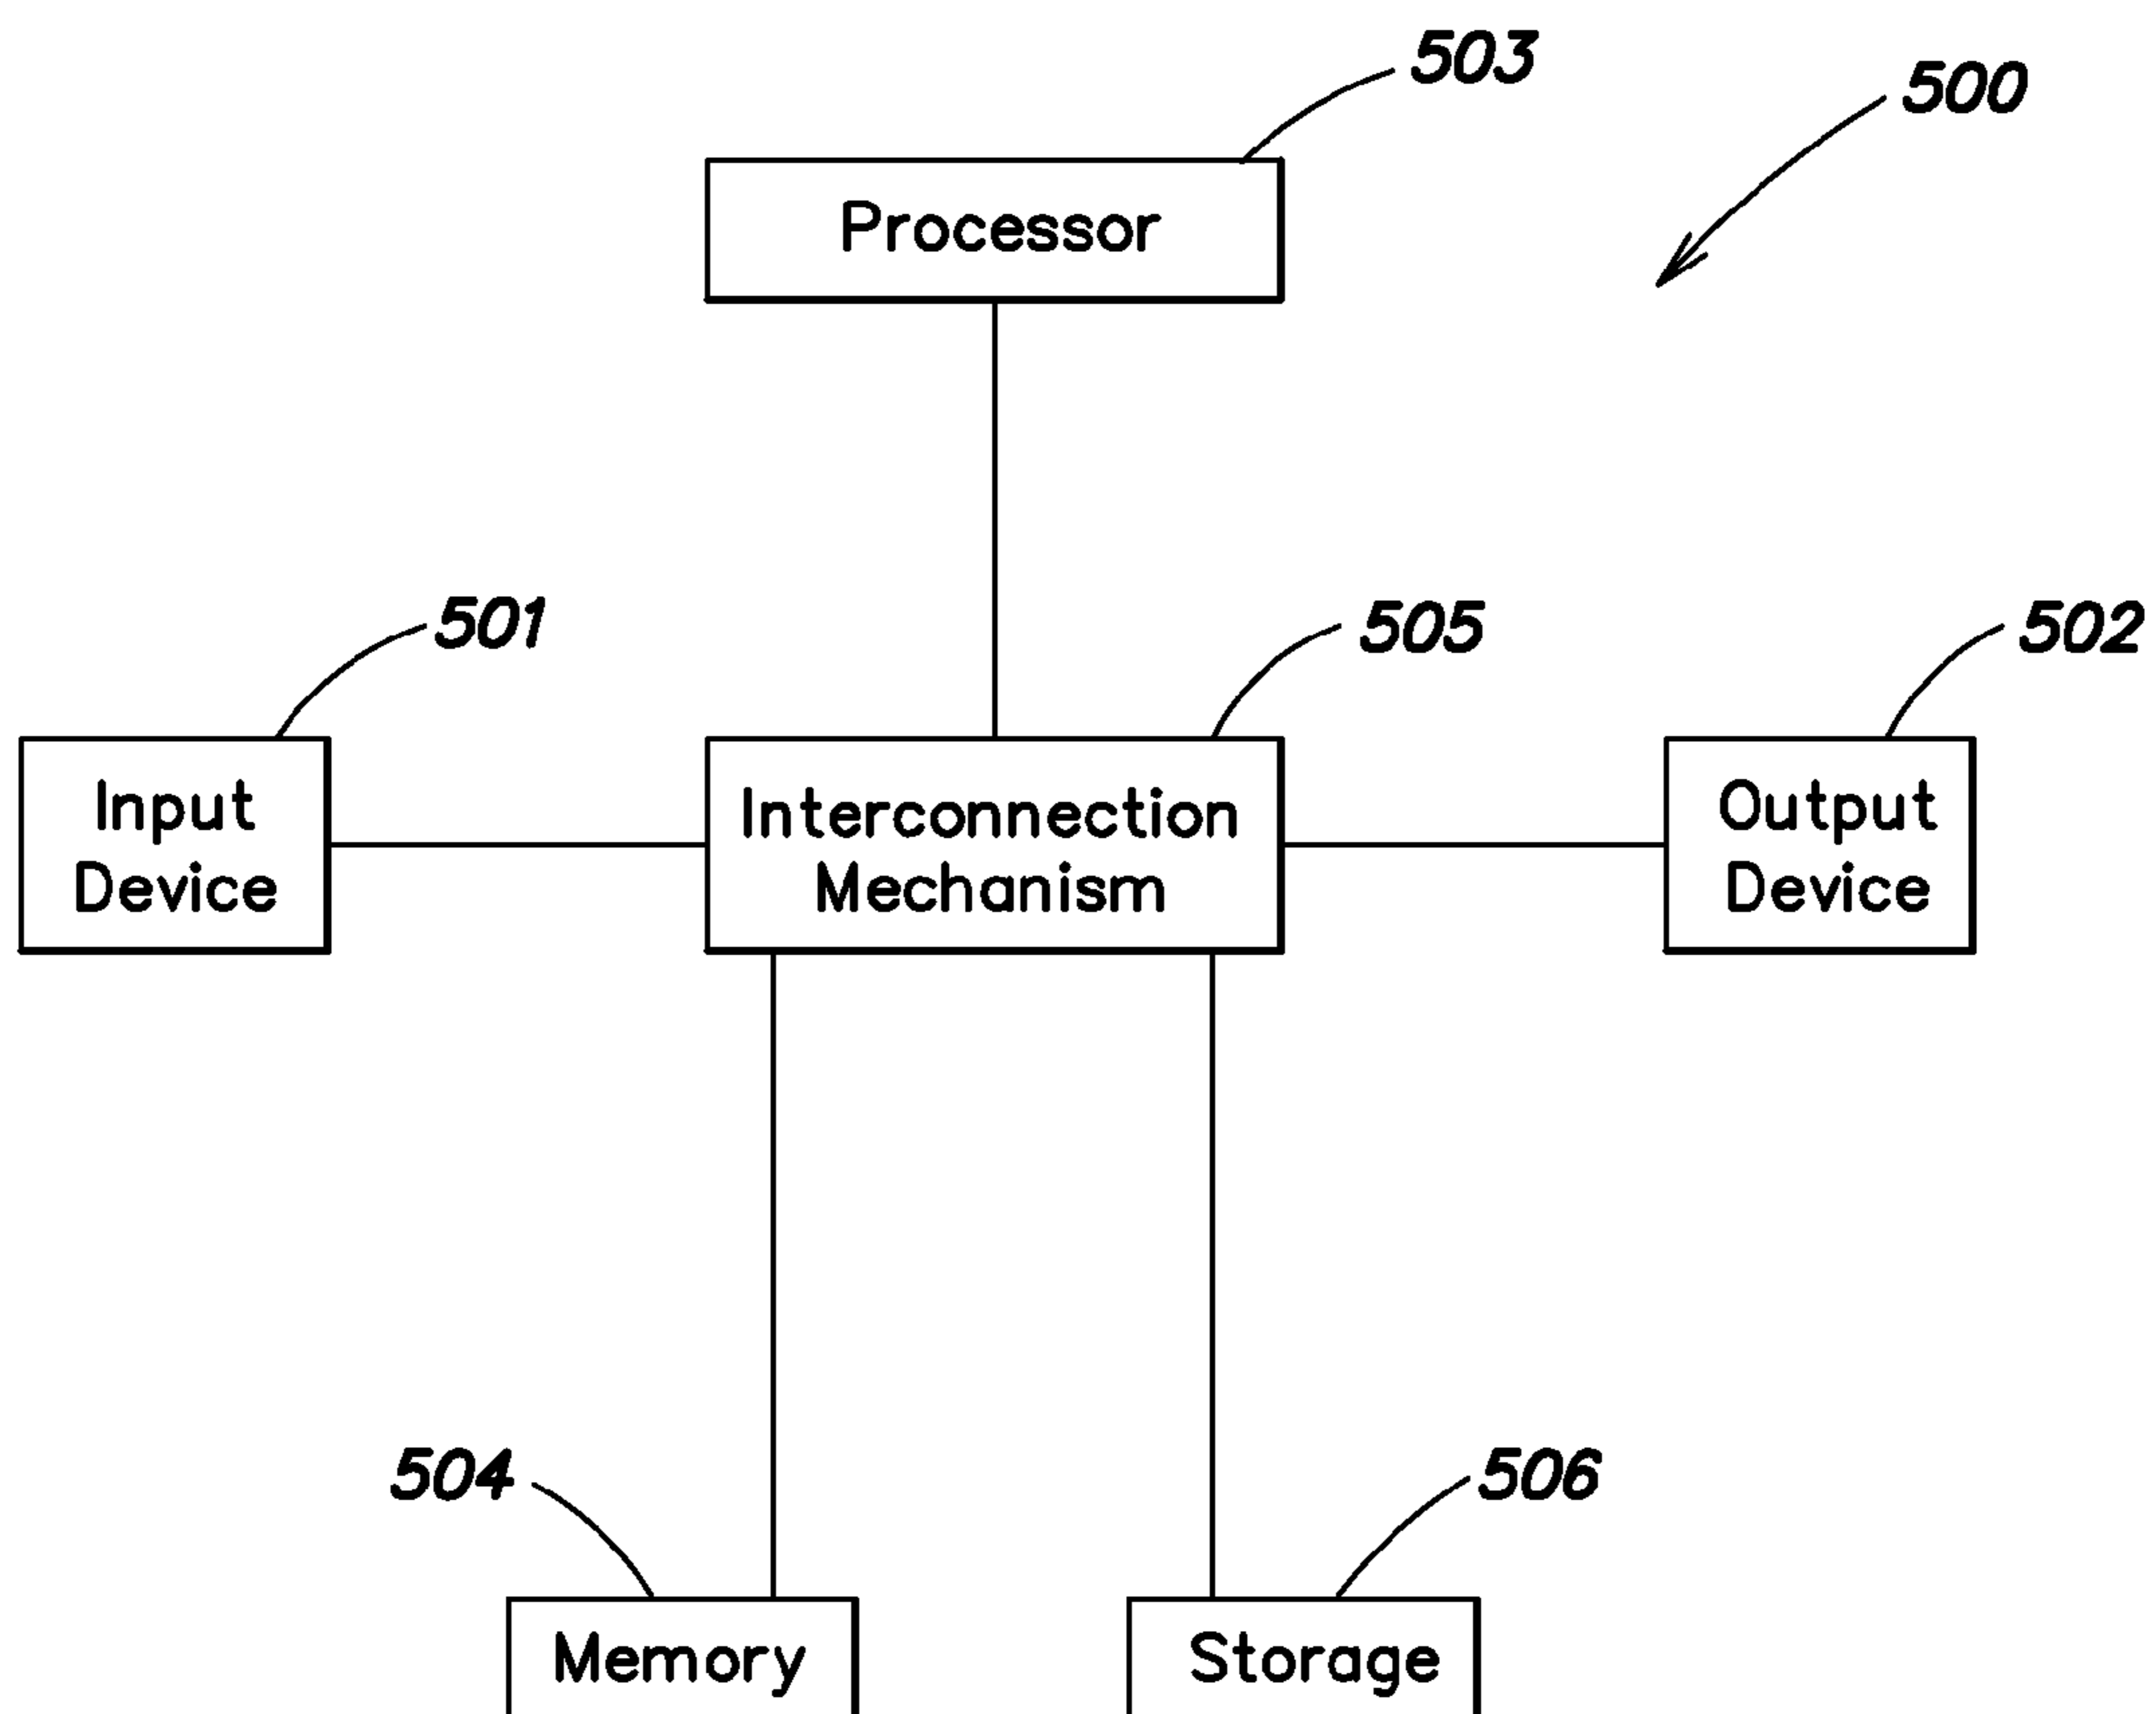 503
500
Processor
501
505
502
Input
Device
Interconnection
Mechanism
Output
Device
504
506
Memory
Storage